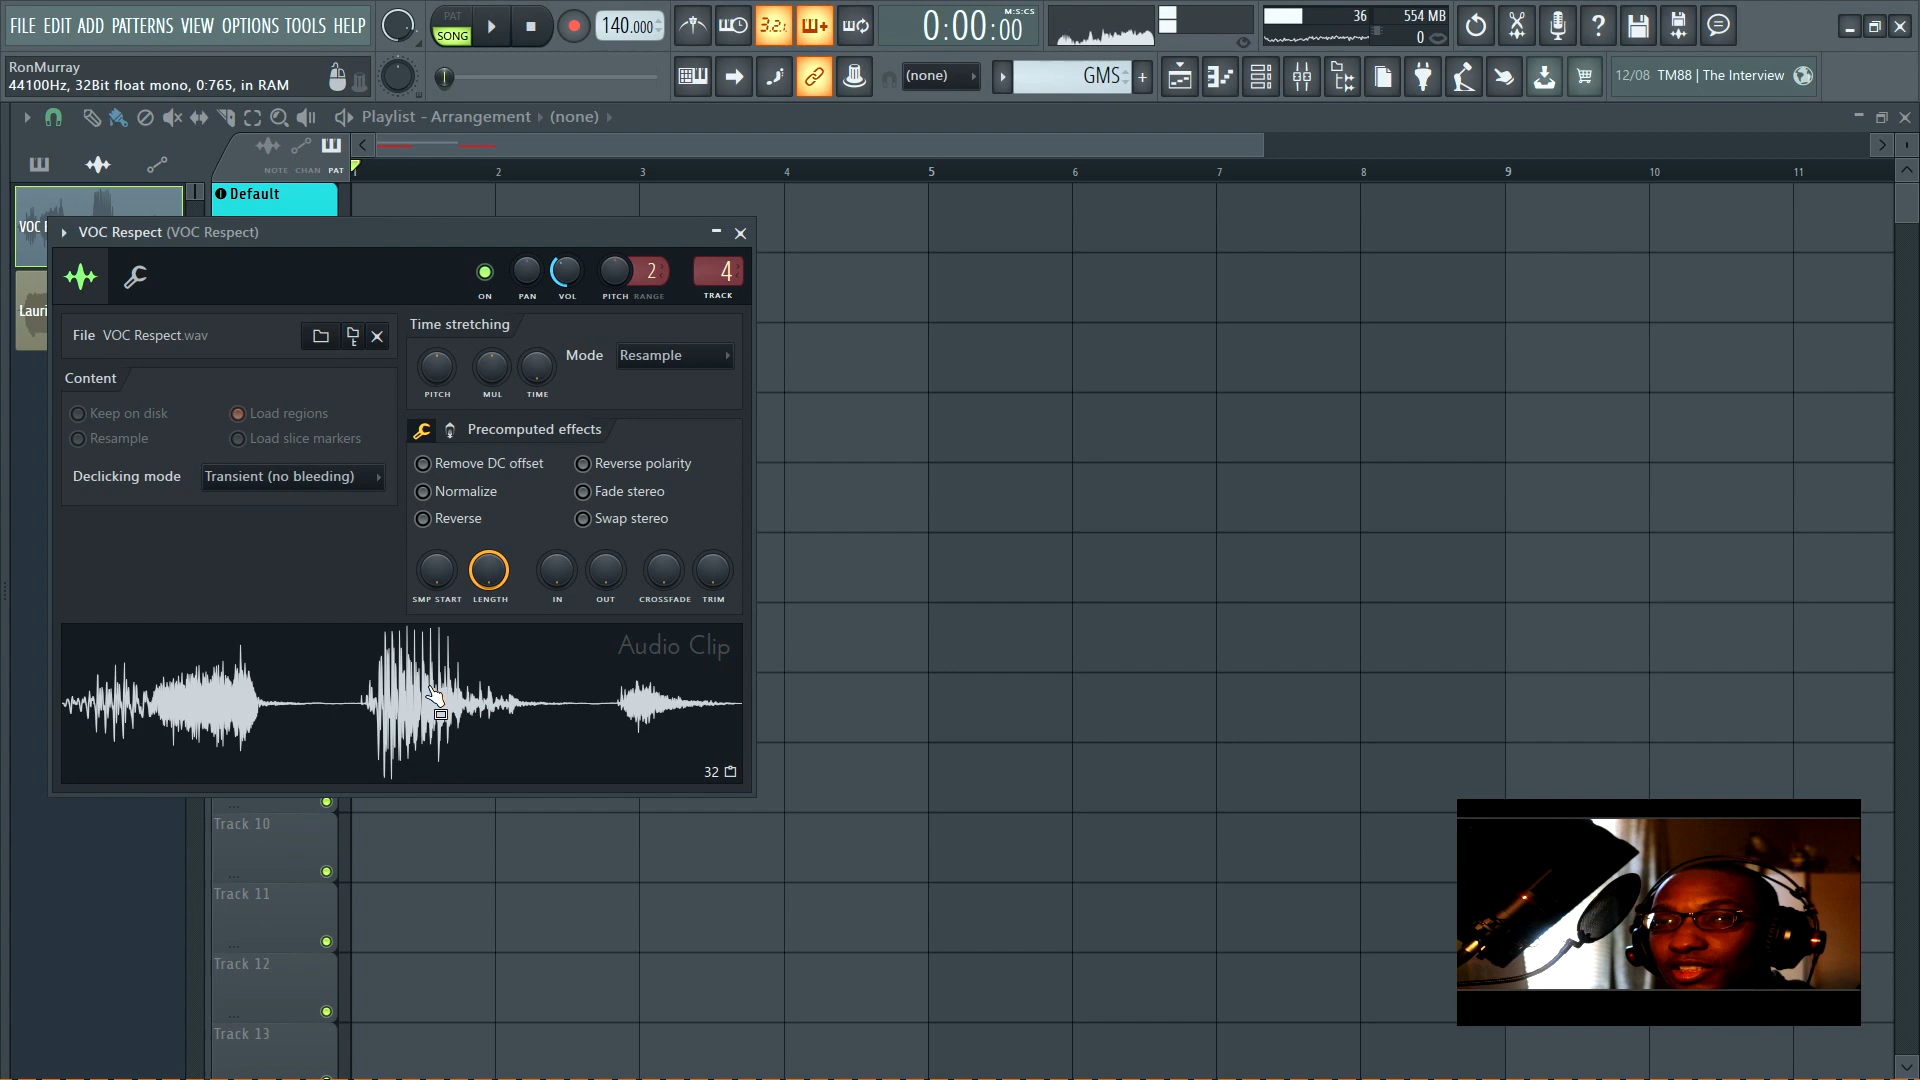 FILE EDIT ADD PATTERNS VIEW OPTIONS TOOLS HELP
PAT
SONG
140.000
3.2.
M:S:CS
0:00:00
36
554 MB
0
RonMurray
44100Hz, 32Bit float mono, 0:765, in RAM
(none)
GMS
12/08 TM88 | The Interview
Playlist - Arrangement
(none)
NOTE CHAN PAT
1 2 3 4 5 6 7 8 9 10 11
Default
VOC
Lauri
VOC Respect (VOC Respect)
2
4
ON PAN VOL PITCH RANGE TRACK
File VOC Respect.wav
Content
Keep on disk
Load regions
Resample
Load slice markers
Declicking mode
Transient (no bleeding)
Time stretching
Mode
Resample
PITCH MUL TIME
Precomputed effects
Remove DC offset
Reverse polarity
Normalize
Fade stereo
Reverse
Swap stereo
SMP START LENGTH IN OUT CROSSFADE TRIM
Audio Clip
32
Track 10
Track 11
Track 12
Track 13